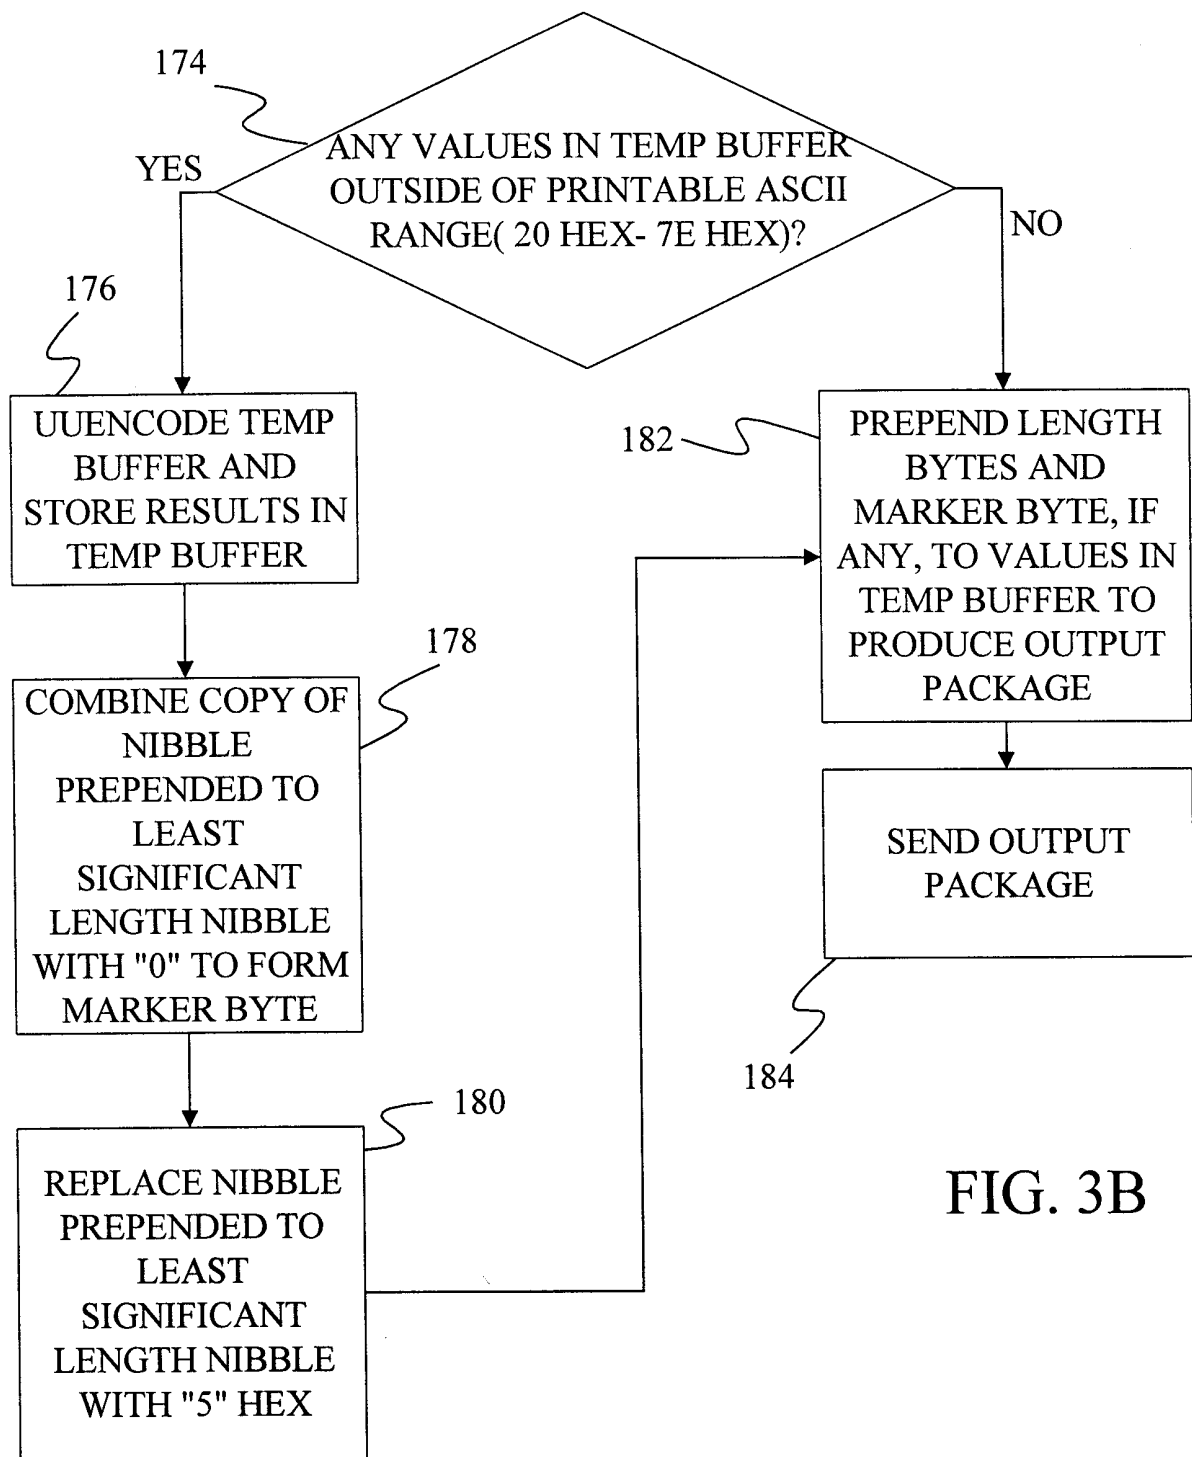 174
ANY VALUES IN TEMP BUFFER
OUTSIDE OF PRINTABLE ASCII
RANGE( 20 HEX- 7E HEX)?
YES
NO
176
UUENCODE TEMP
BUFFER AND
STORE RESULTS IN
TEMP BUFFER
178
COMBINE COPY OF
NIBBLE
PREPENDED TO
LEAST
SIGNIFICANT
LENGTH NIBBLE
WITH "0" TO FORM
MARKER BYTE
180
REPLACE NIBBLE
PREPENDED TO
LEAST
SIGNIFICANT
LENGTH NIBBLE
WITH "5" HEX
182
PREPEND LENGTH
BYTES AND
MARKER BYTE, IF
ANY, TO VALUES IN
TEMP BUFFER TO
PRODUCE OUTPUT
PACKAGE
SEND OUTPUT
PACKAGE
184
FIG. 3B